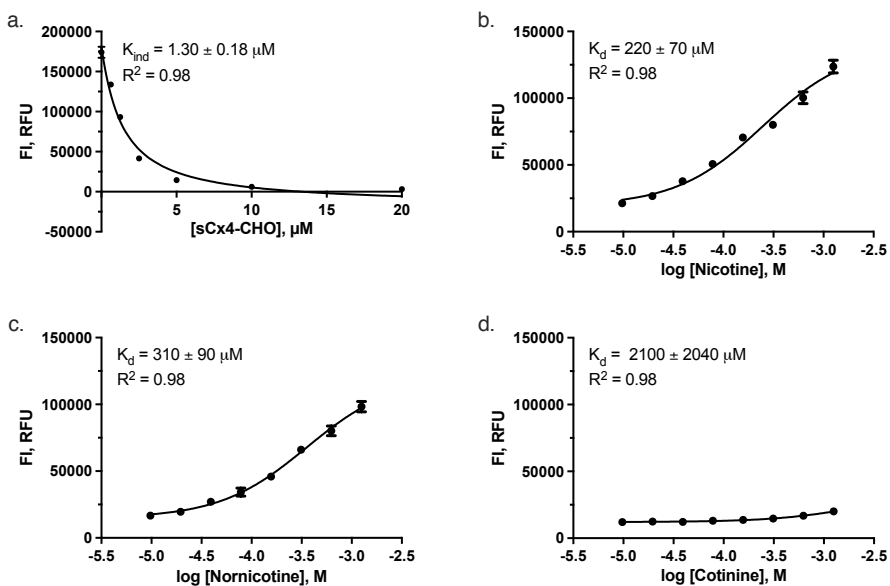 a.
K_ind = 1.30 ± 0.18 μM
R² = 0.98
FI, RFU
200000
150000
100000
50000
0
-50000
5
10
15
20
[sCx4-CHO], μM
b.
K_d = 220 ± 70 μM
R² = 0.98
FI, RFU
150000
100000
50000
0
-5.5
-5.0
-4.5
-4.0
-3.5
-3.0
-2.5
log [Nicotine], M
c.
K_d = 310 ± 90 μM
R² = 0.98
FI, RFU
150000
100000
50000
0
-5.5
-5.0
-4.5
-4.0
-3.5
-3.0
-2.5
log [Nornicotine], M
d.
K_d = 2100 ± 2040 μM
R² = 0.98
FI, RFU
150000
100000
50000
0
-5.5
-5.0
-4.5
-4.0
-3.5
-3.0
-2.5
log [Cotinine], M